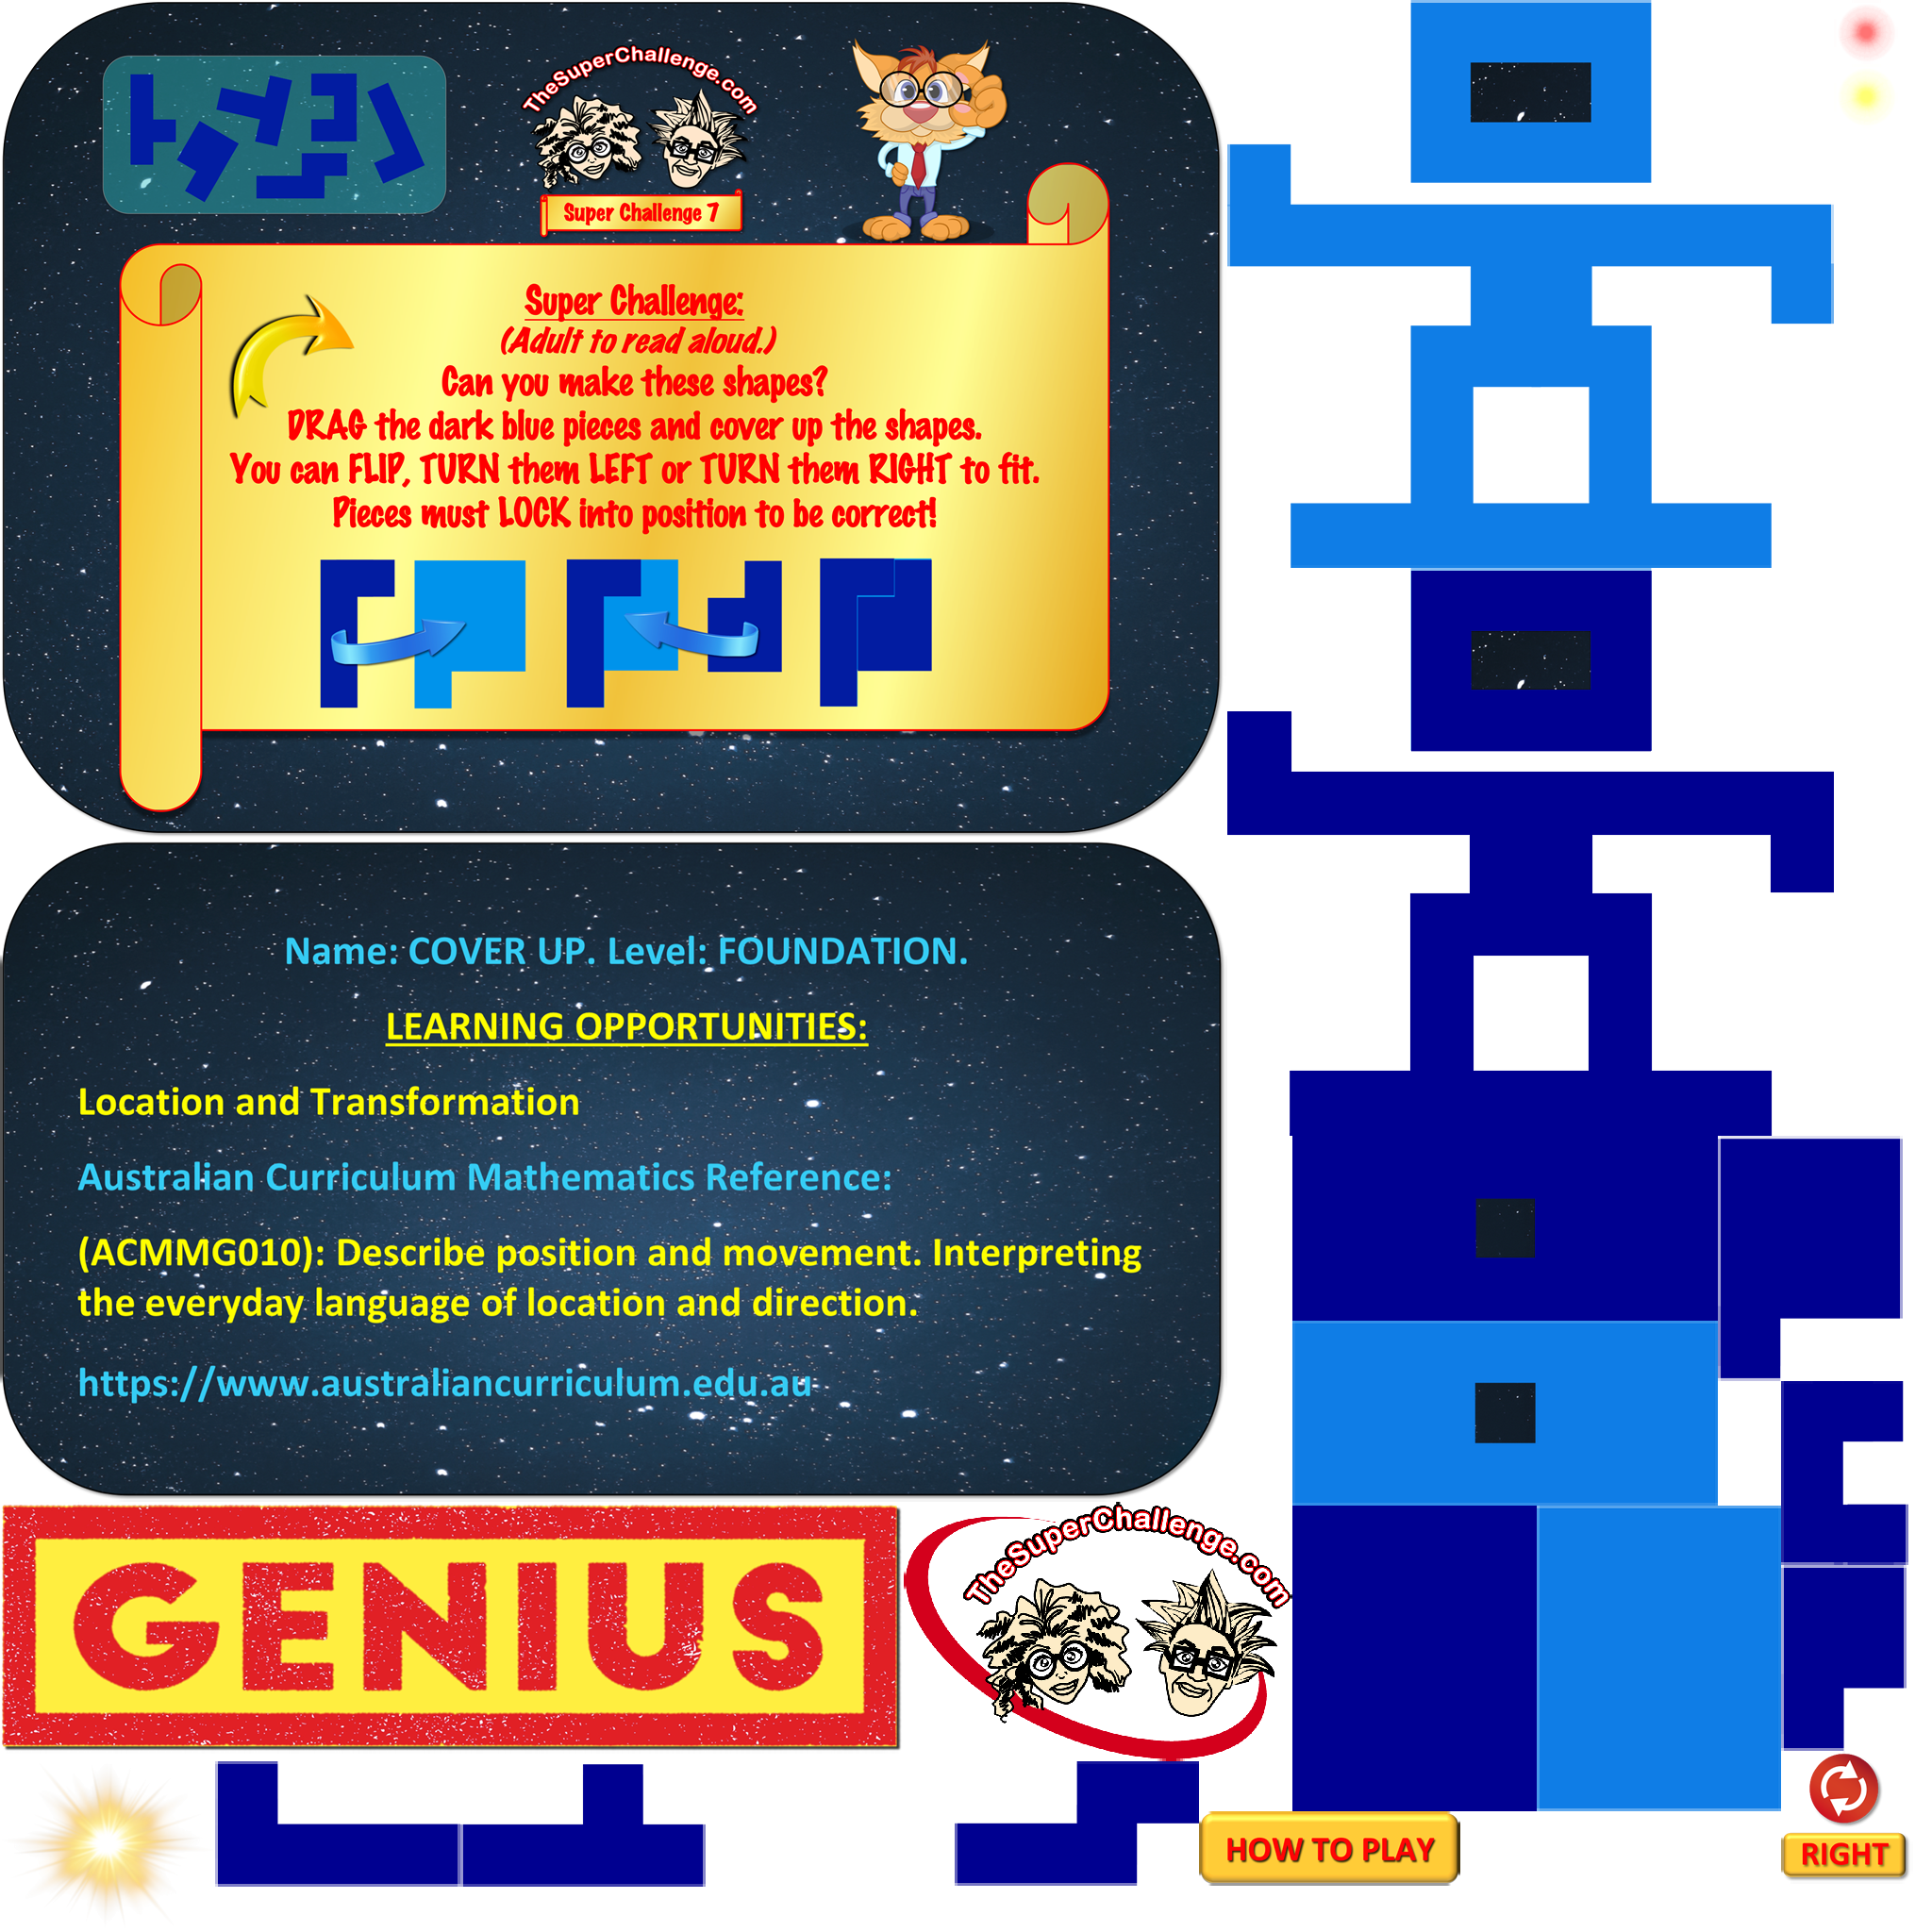 TheSuperChallenge.com
Super Challenge 7
Super Challenge:
(Adult to read aloud.)
Can you make these shapes?
DRAG the dark blue pieces and cover up the shapes.
You can FLIP, TURN them LEFT or TURN them RIGHT to fit.
Pieces must LOCK into position to be correct!
Name: COVER UP. Level: FOUNDATION.
LEARNING OPPORTUNITIES:
Location and Transformation
Australian Curriculum Mathematics Reference:
(ACMMG010): Describe position and movement. Interpreting
the everyday language of location and direction.
https://www.australiancurriculum.edu.au
GENIUS
TheSuperChallenge.com
HOW TO PLAY
RIGHT